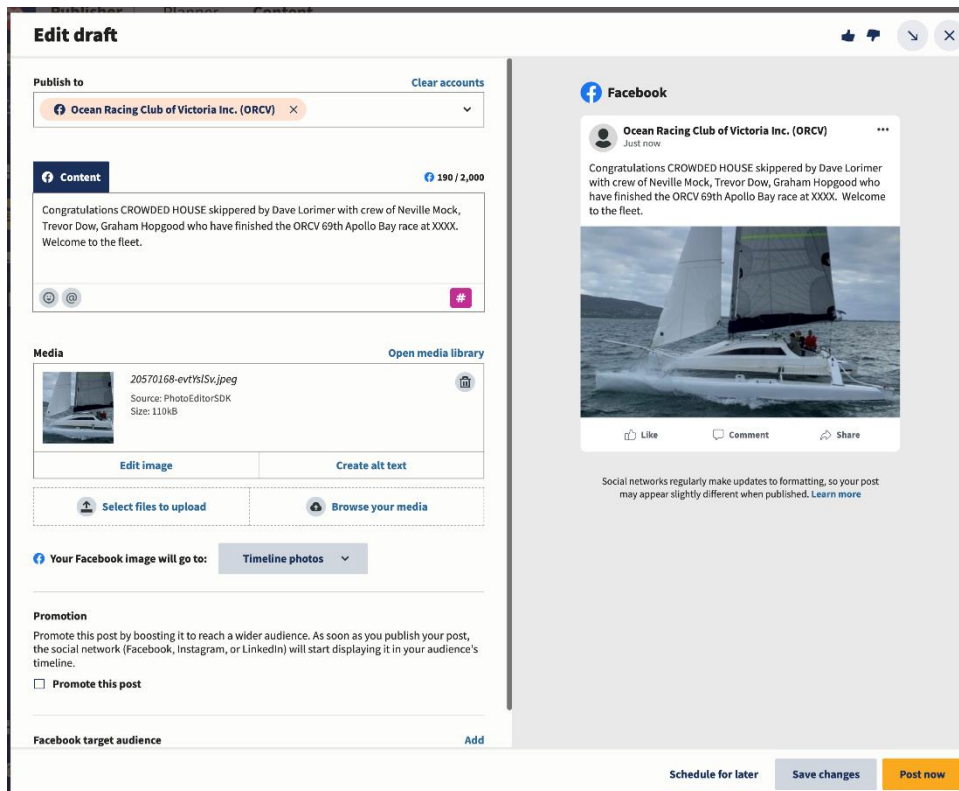 Publisher Planner Content
Edit draft
Publish to
Clear accounts
Ocean Racing Club of Victoria Inc. (ORCV) ×
Content
190 / 2,000
Congratulations CROWDED HOUSE skippered by Dave Lorimer with crew of Neville Mock,
Trevor Dow, Graham Hopgood who have finished the ORCV 69th Apollo Bay race at XXXX.
Welcome to the fleet.
@
#
Media
Open media library
20570168-evtYslSv.jpeg
Source: PhotoEditorSDK
Size: 110kB
Edit image
Create alt text
Select files to upload
Browse your media
Your Facebook image will go to:
Timeline photos
Promotion
Promote this post by boosting it to reach a wider audience. As soon as you publish your post,
the social network (Facebook, Instagram, or LinkedIn) will start displaying it in your audience's
timeline.
Promote this post
Facebook target audience
Add
Facebook
Ocean Racing Club of Victoria Inc. (ORCV)
Just now
Congratulations CROWDED HOUSE skippered by Dave Lorimer
with crew of Neville Mock, Trevor Dow, Graham Hopgood who
have finished the ORCV 69th Apollo Bay race at XXXX. Welcome
to the fleet.
Like
Comment
Share
Social networks regularly make updates to formatting, so your post
may appear slightly different when published. Learn more
Schedule for later
Save changes
Post now